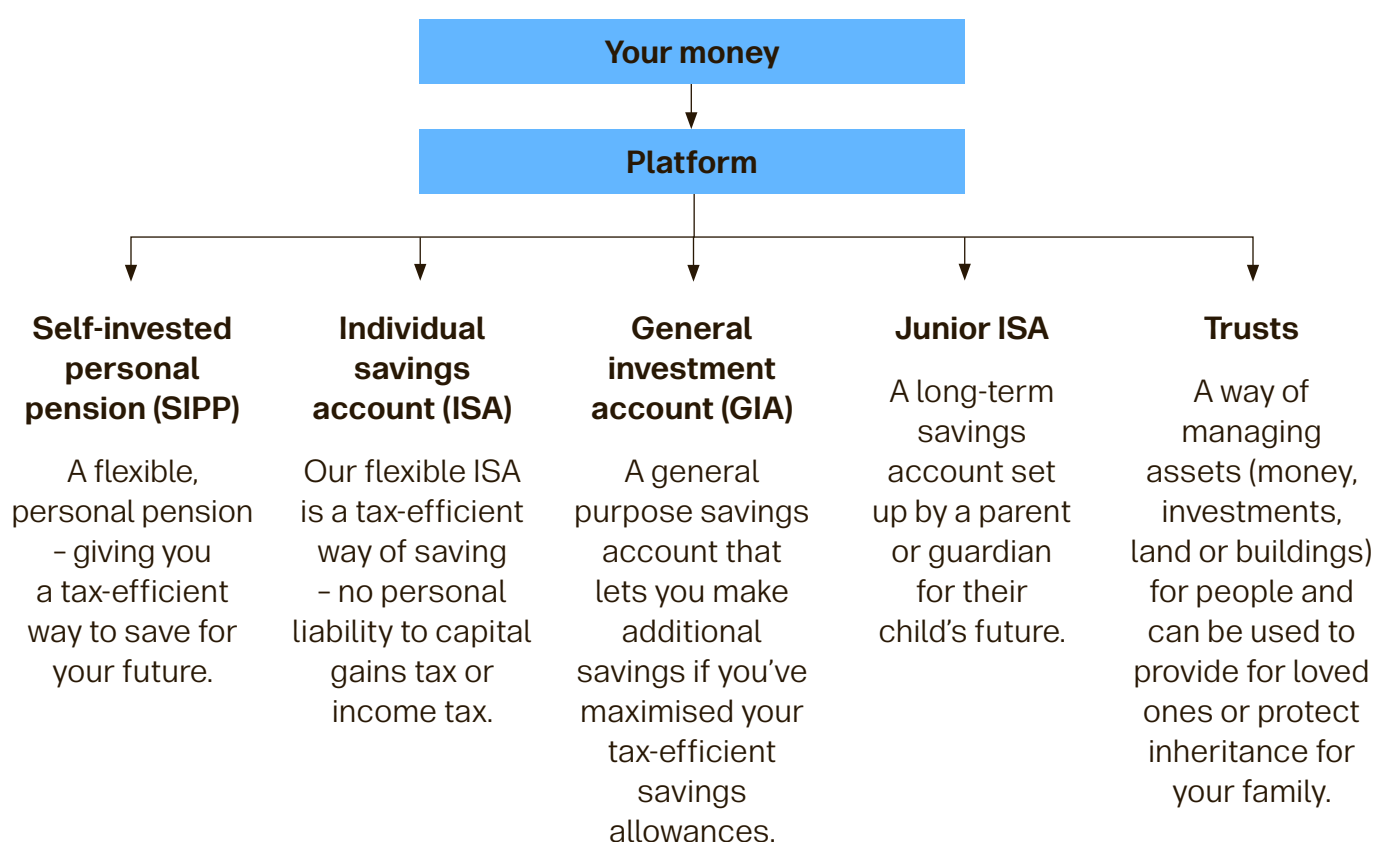 Your money
Platform
Self-invested
personal
pension (SIPP)
A flexible,
personal pension
– giving you
a tax-efficient
way to save for
your future.
Individual
savings
account (ISA)
Our flexible ISA
is a tax-efficient
way of saving
– no personal
liability to capital
gains tax or
income tax.
General
investment
account (GIA)
A general
purpose savings
account that
lets you make
additional
savings if you’ve
maximised your
tax-efficient
savings
allowances.
Junior ISA
A long-term
savings
account set
up by a parent
or guardian
for their
child’s future.
Trusts
A way of
managing
assets (money,
investments,
land or buildings)
for people and
can be used to
provide for loved
ones or protect
inheritance for
your family.